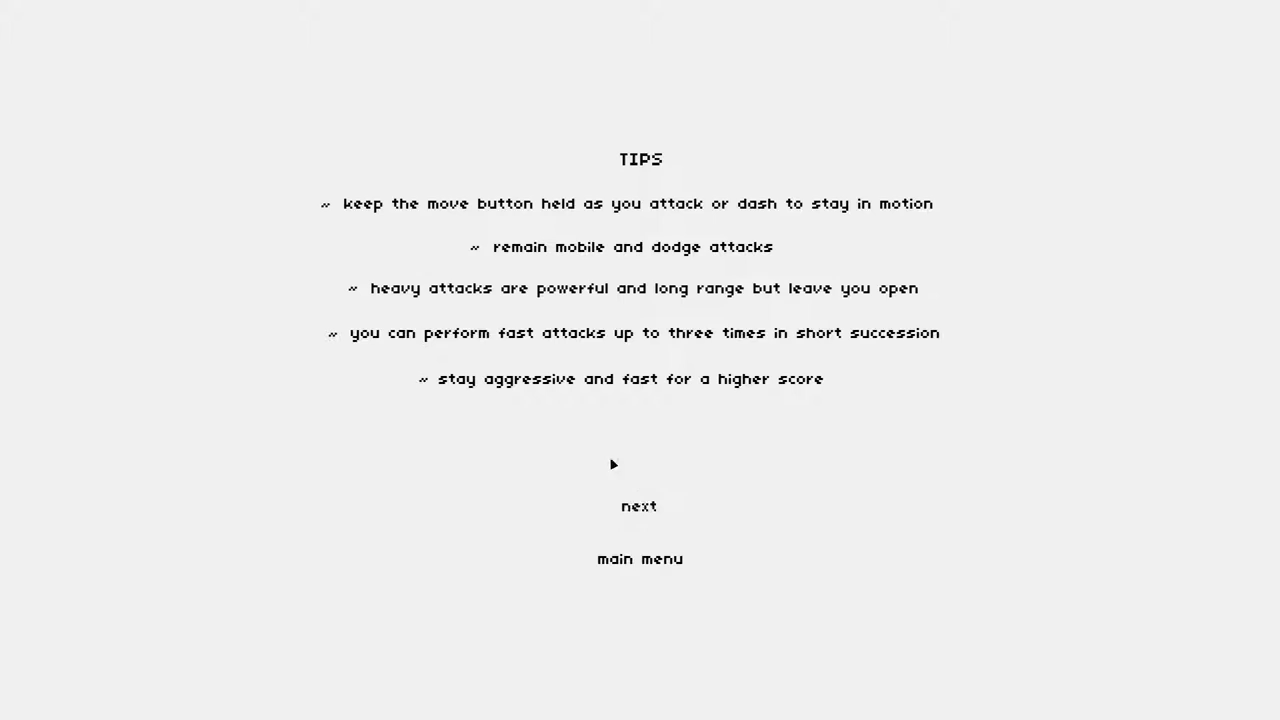 TIPS
~ keep the move button held as you attack or dash to stay in motion
~ remain mobile and dodge attacks
~ heavy attacks are powerful and long range but leave you open
~ you can perform fast attacks up to three times in short succession
~ stay aggressive and fast for a higher score
next
main menu